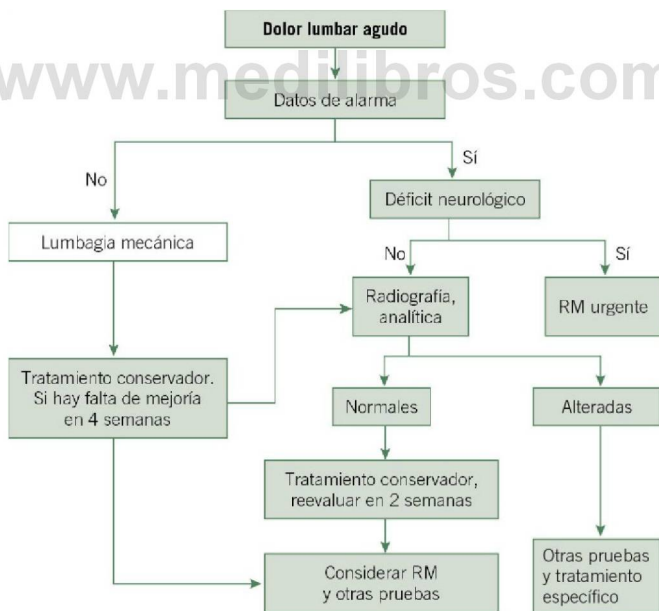 Dolor lumbar agudo
www.medilibros.com
Datos de alarma
No
Sí
Lumbagia mecánica
Déficit neurológico
No
Sí
Radiografía,
analítica
RM urgente
Tratamiento conservador.
Si hay falta de mejoría
en 4 semanas
Normales
Alteradas
Tratamiento conservador,
reevaluar en 2 semanas
Considerar RM
y otras pruebas
Otras pruebas
y tratamiento
específico